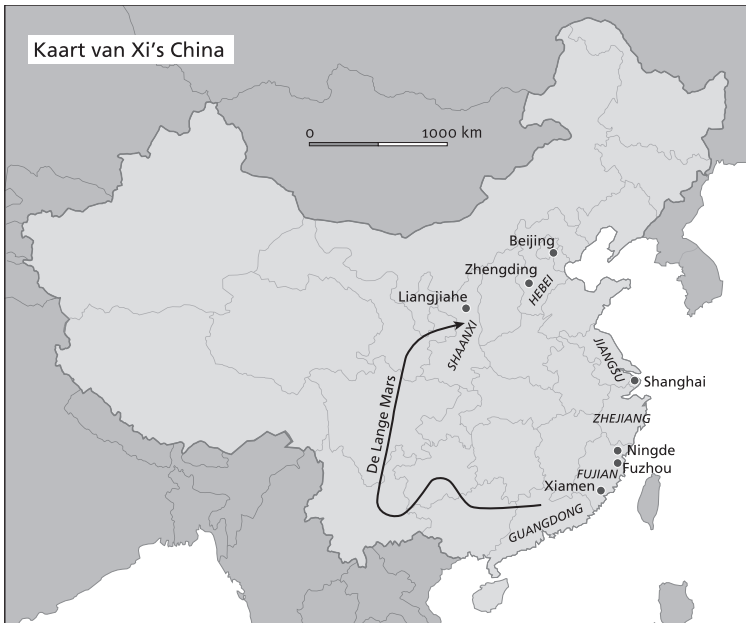 Kaart van Xi's China
0 1000 km
Beijing
Zhengding
HEBEI
Liangjiahe
SHAANXI
JIANGSU
Shanghai
De Lange Mars
ZHEJIANG
Ningde
FUJIAN
Fuzhou
Xiamen
GUANGDONG